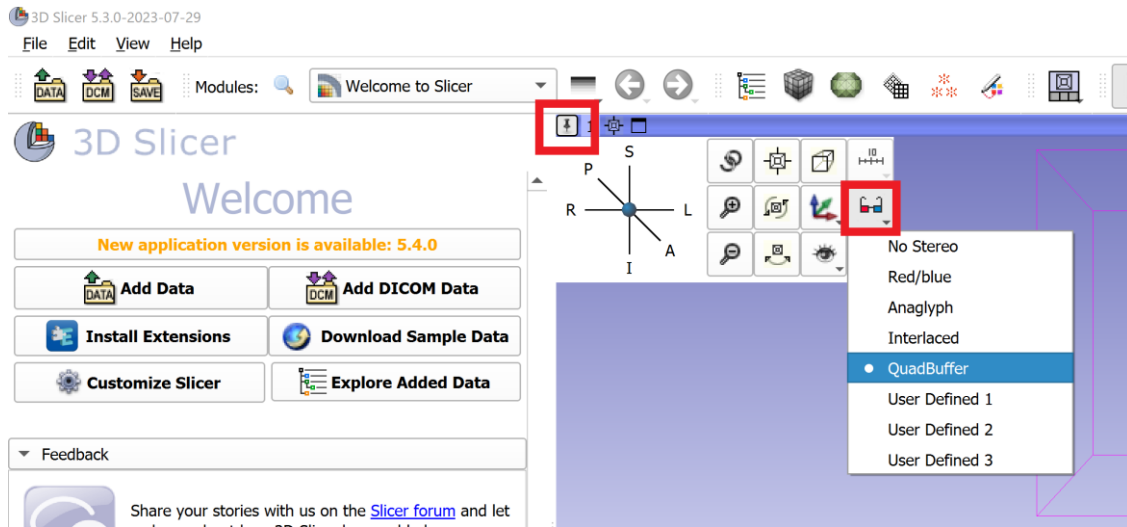 3D Slicer 5.3.0-2023-07-29
File Edit View Help
DATA DCM SAVE Modules: Welcome to Slicer
1
3D Slicer
Welcome
New application version is available: 5.4.0
DATA Add Data DCM Add DICOM Data
Install Extensions Download Sample Data
Customize Slicer Explore Added Data
Feedback
Share your stories with us on the Slicer forum and let
S
P
R L
A
I
10
No Stereo
Red/blue
Anaglyph
Interlaced
QuadBuffer
User Defined 1
User Defined 2
User Defined 3